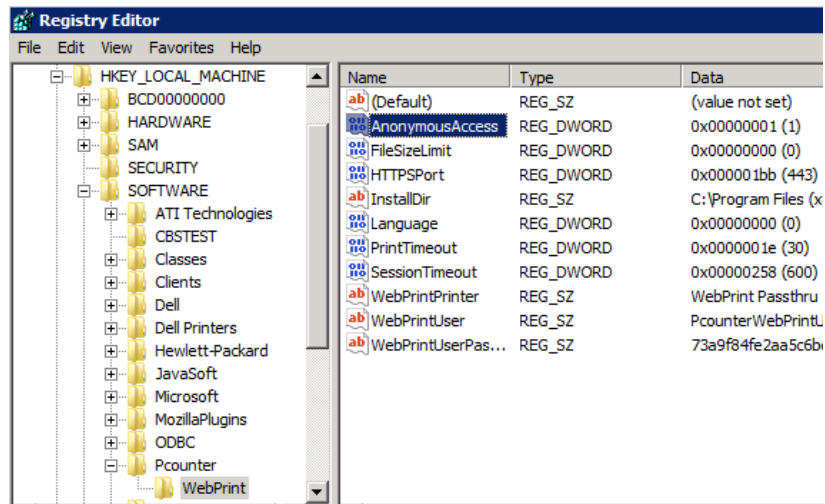 Registry Editor
File Edit View Favorites Help
HKEY_LOCAL_MACHINE
BCD00000000
HARDWARE
SAM
SECURITY
SOFTWARE
ATI Technologies
CBSTEST
Classes
Clients
Dell
Dell Printers
Hewlett-Packard
JavaSoft
Microsoft
MozillaPlugins
ODBC
Pcounter
WebPrint
Name Type Data
(Default) REG_SZ (value not set)
AnonymousAccess REG_DWORD 0x00000001 (1)
FileSizeLimit REG_DWORD 0x00000000 (0)
HTTPSPort REG_DWORD 0x000001bb (443)
InstallDir REG_SZ C:\Program Files (x
Language REG_DWORD 0x00000000 (0)
PrintTimeout REG_DWORD 0x0000001e (30)
SessionTimeout REG_DWORD 0x00000258 (600)
WebPrintPrinter REG_SZ WebPrint Passthru
WebPrintUser REG_SZ PcounterWebPrintU
WebPrintUserPas... REG_SZ 73a9f84fe2aa5c6b